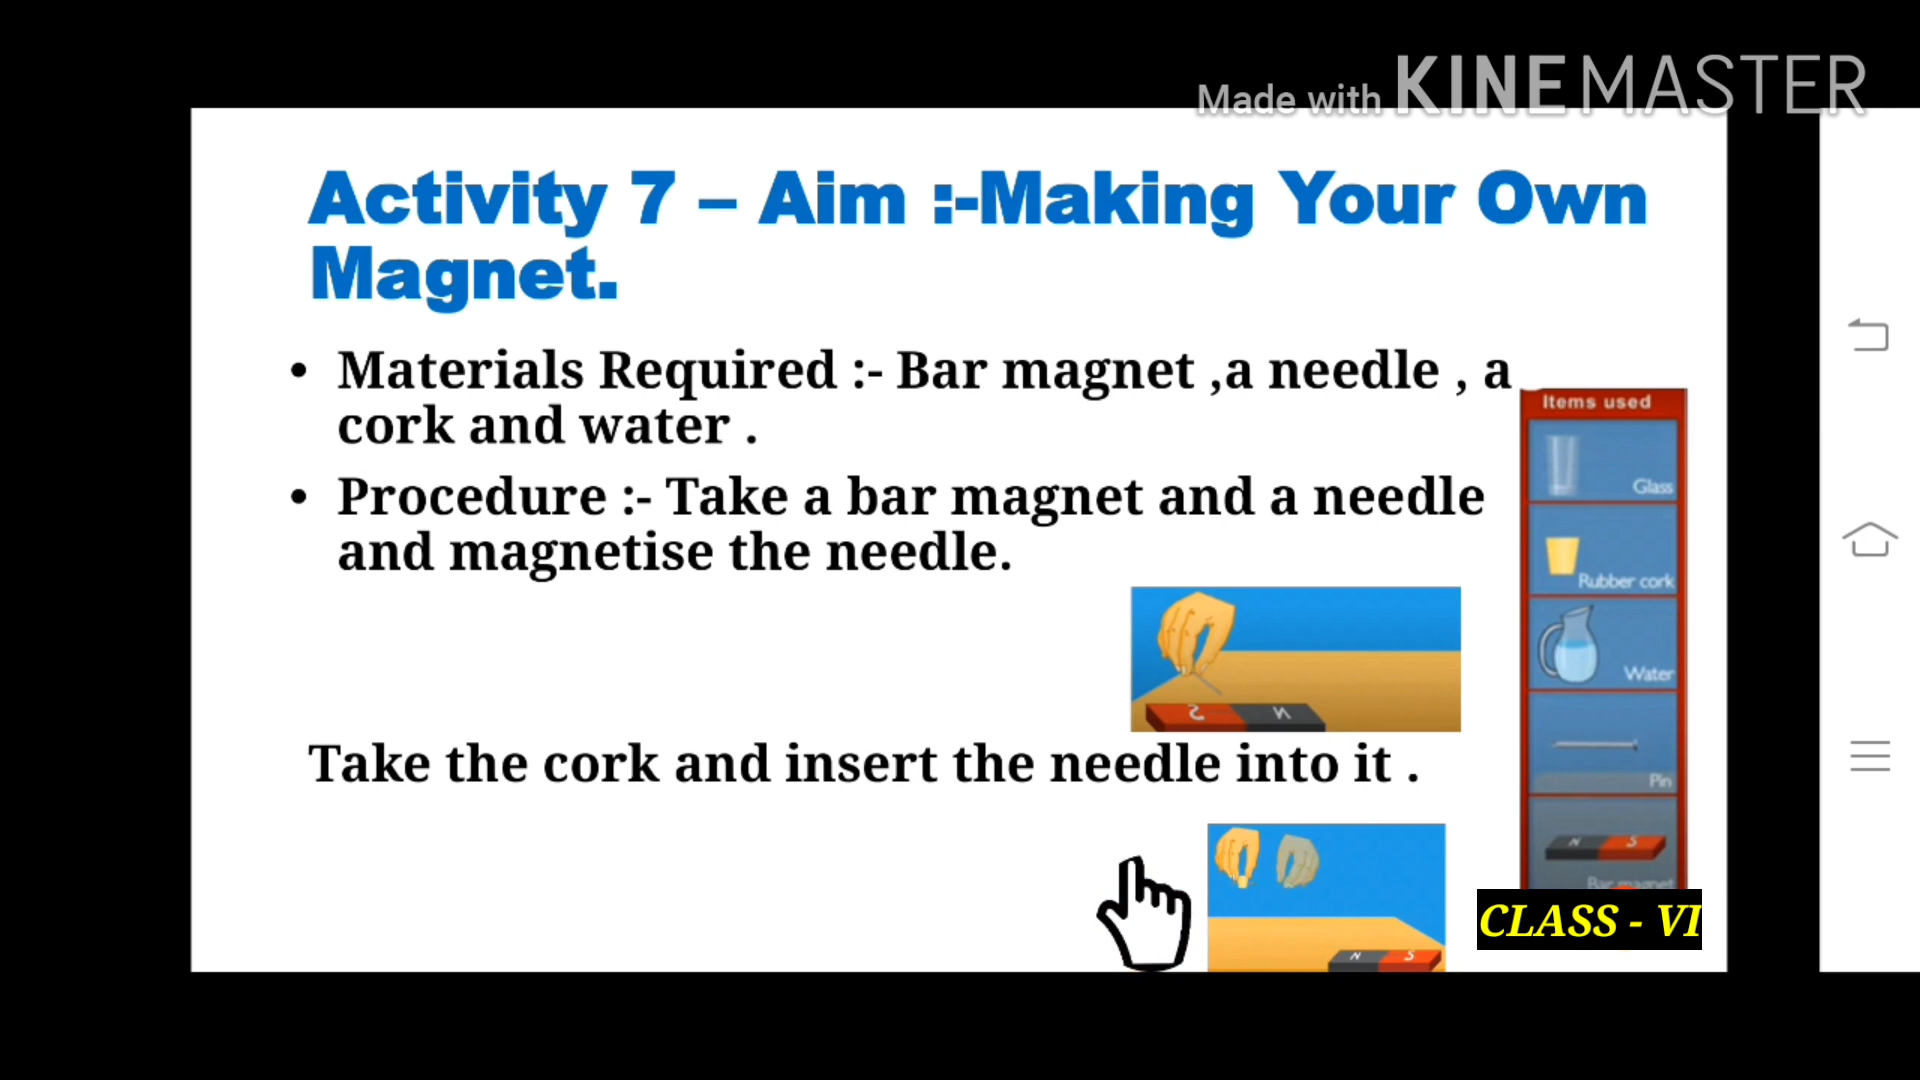 Made with KINEMASTER
Activity 7 – Aim :-Making Your Own
Magnet.
• Materials Required :- Bar magnet ,a needle , a
cork and water .
• Procedure :- Take a bar magnet and a needle
and magnetise the needle.
S N
Take the cork and insert the needle into it .
N S
Items used
Glass
Rubber cork
Water
Pin
N S
Bar magnet
CLASS - VI